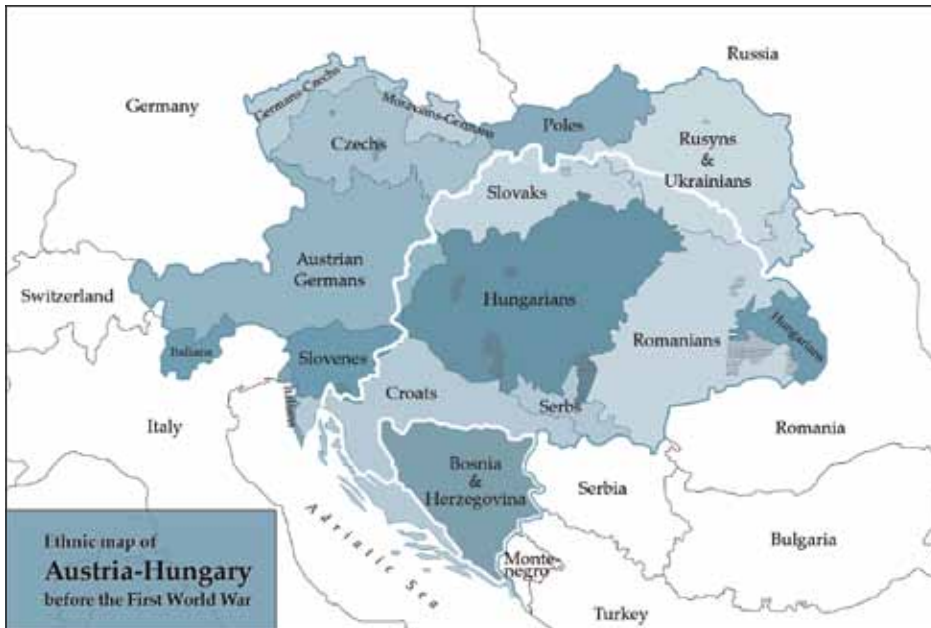 Russia
Germany
Germans-Czechs
Moravians-Germans
Poles
Czechs
Rusyns
&
Ukrainians
Slovaks
Austrian
Germans
Switzerland
Hungarians
Hungarians
Italians
Slovenes
Romanians
Italians
Croats
Serbs
Italy
Romania
Bosnia
&
Herzegovina
Serbia
Adriatic Sea
Bulgaria
Monte-
negro
Turkey
Ethnic map of
Austria-Hungary
before the First World War